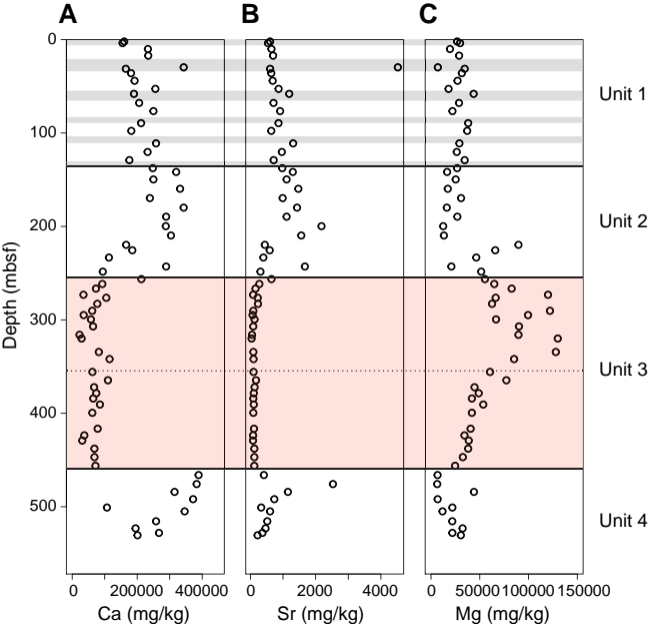 A B C
0
100
200
300
400
500
Depth (mbsf)
Unit 1
Unit 2
Unit 3
Unit 4
0 200000 400000
Ca (mg/kg)
0 2000 4000
Sr (mg/kg)
0 50000 100000 150000
Mg (mg/kg)